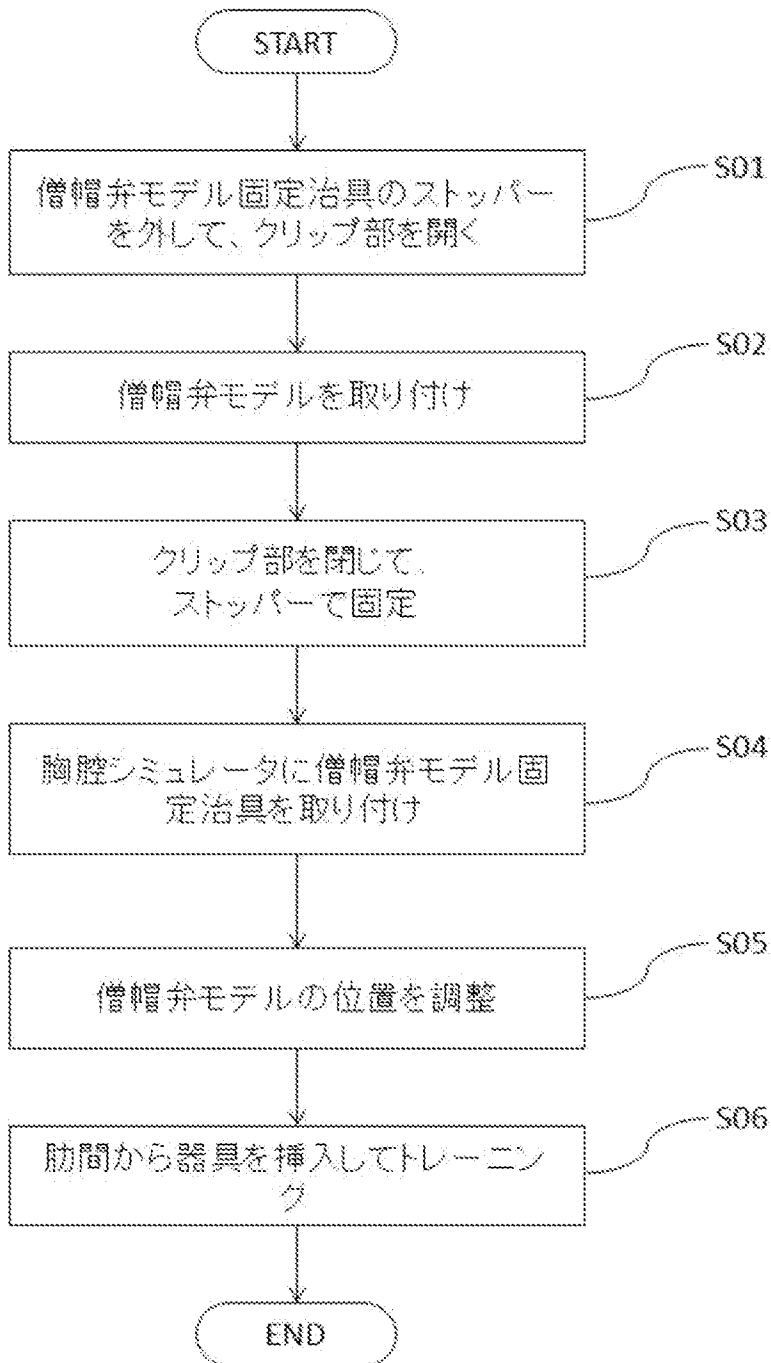 START
S01
僧帽弁モデル固定治具のストッパー
を外して、クリップ部を開く
S02
僧帽弁モデルを取り付け
S03
クリップ部を閉じて、
ストッパーで固定
S04
胸腔シミュレータに僧帽弁モデル固
定治具を取り付け
S05
僧帽弁モデルの位置を調整
S06
肋間から器具を挿入してトレーニン
グ
END